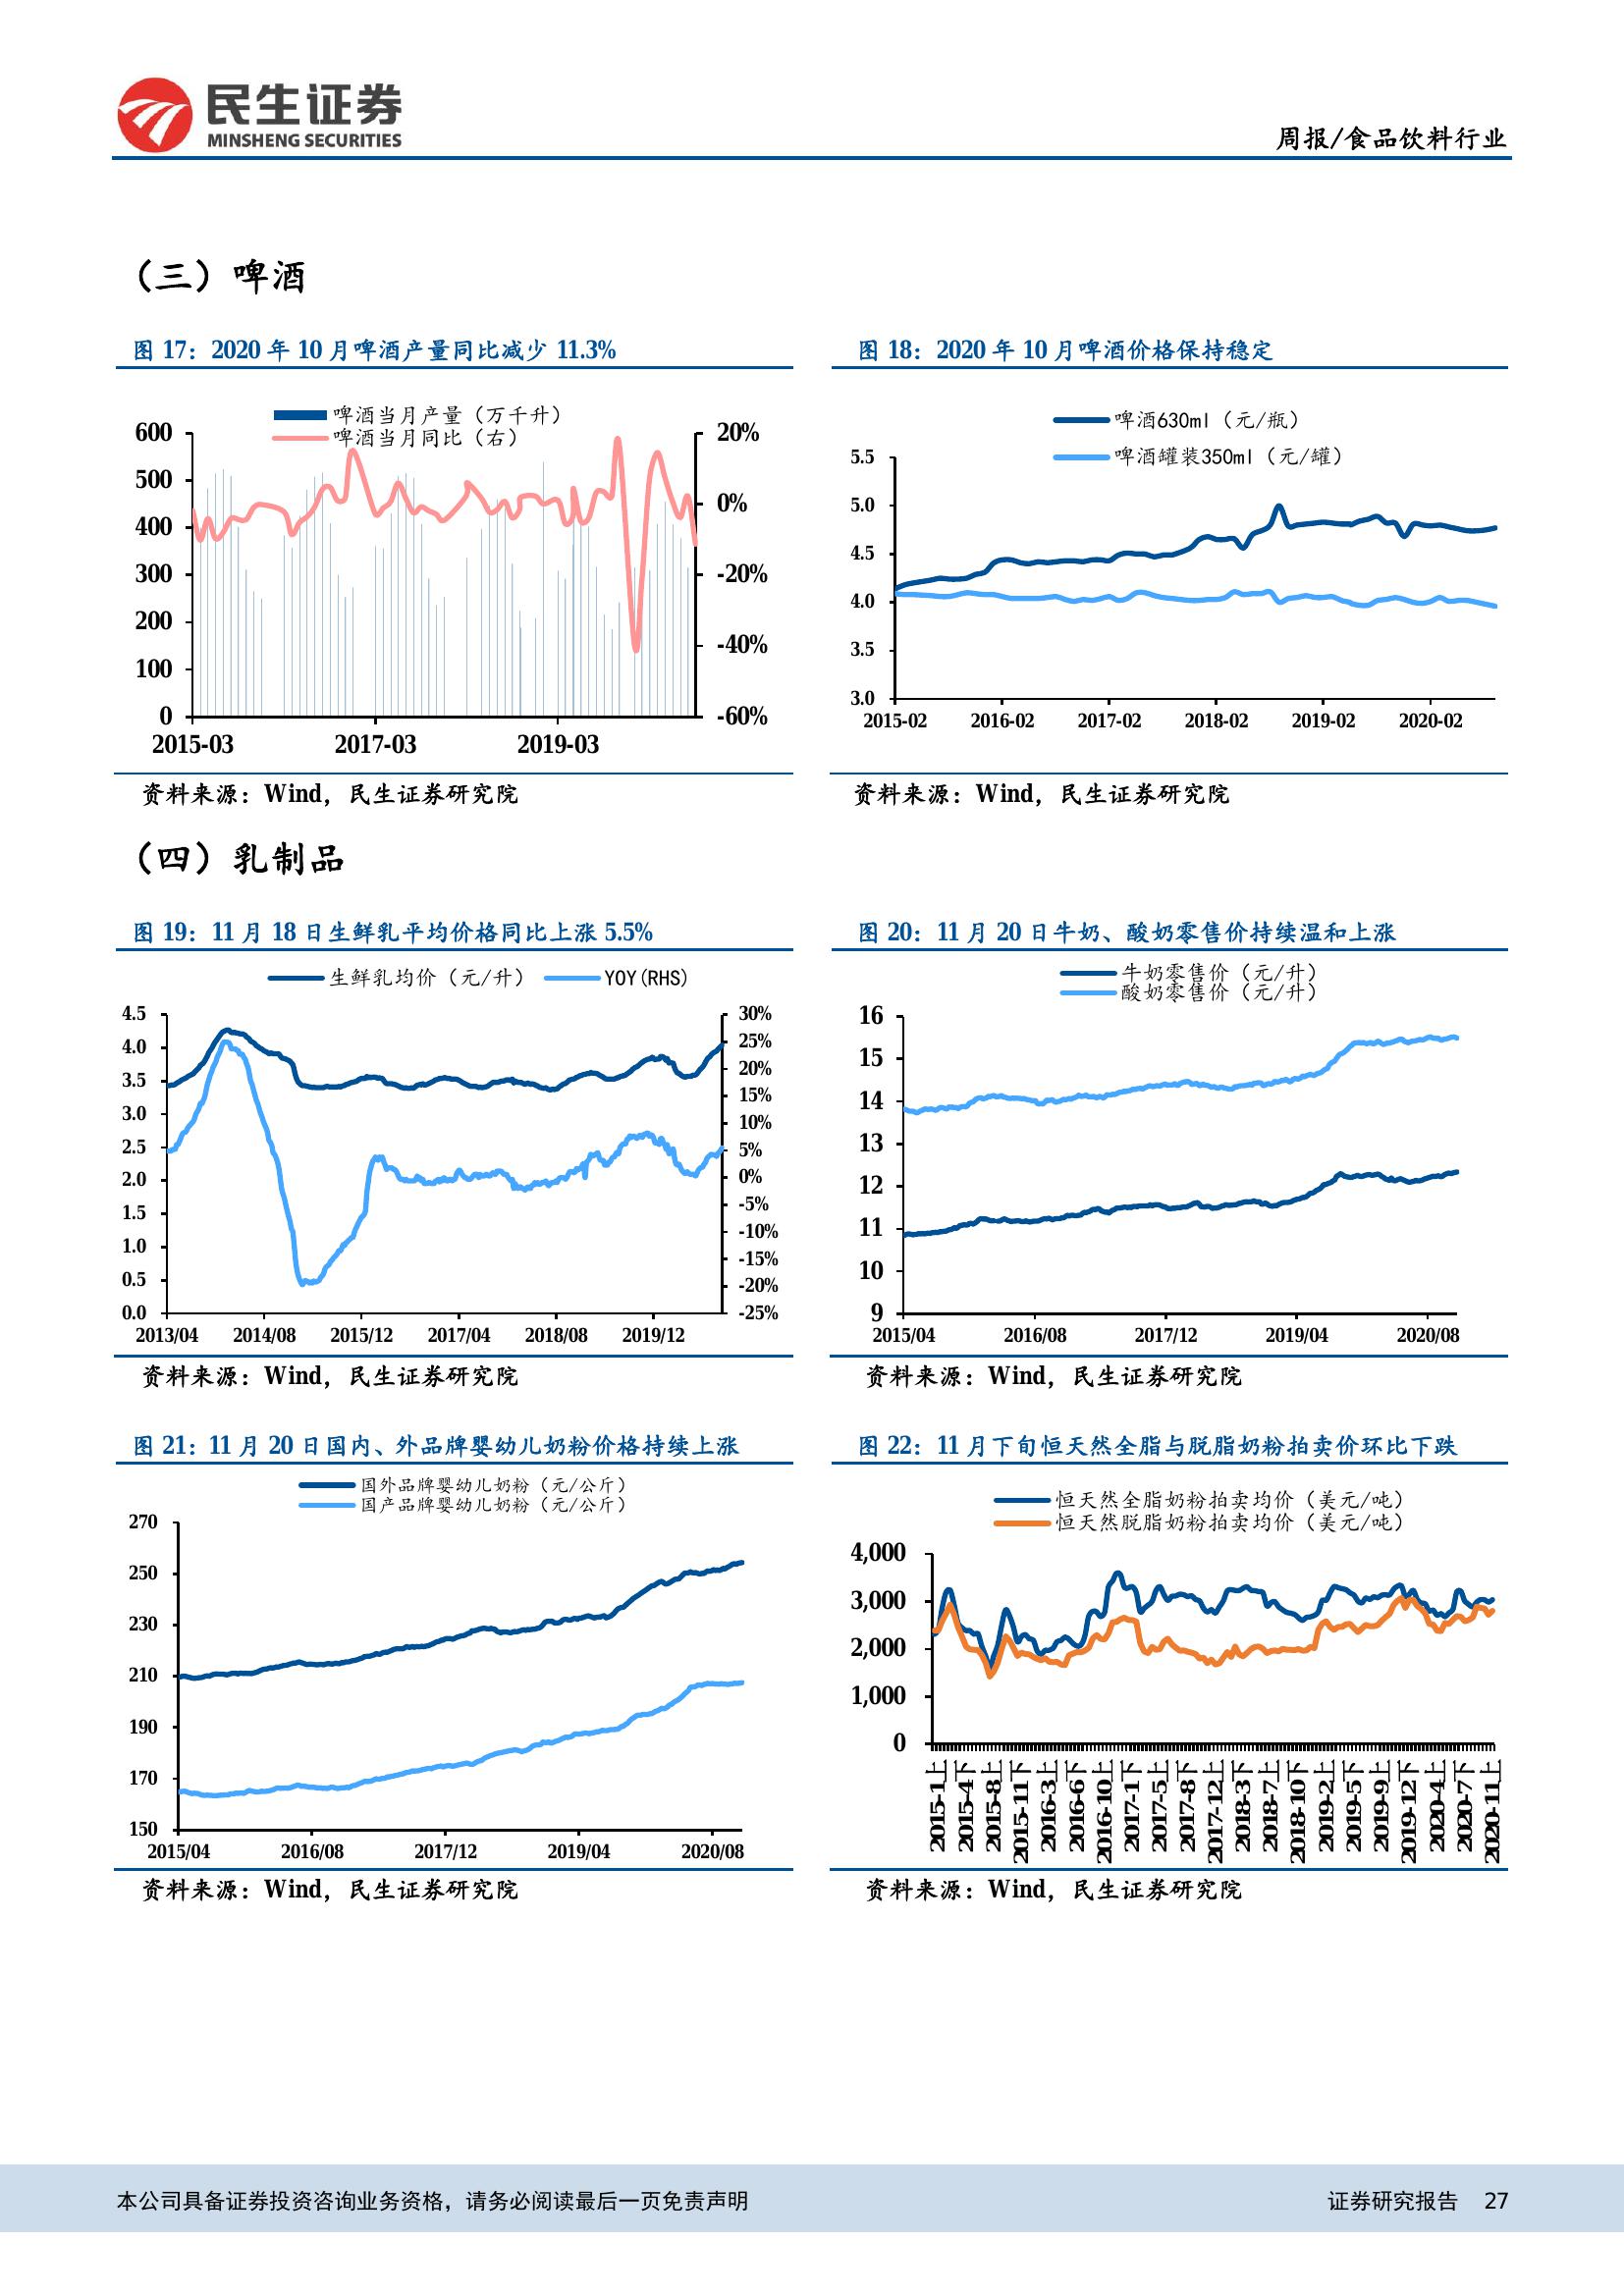 民生证券
MINSHENG SECURITIES
周报/食品饮料行业
（三）啤酒
图 17：2020 年 10 月啤酒产量同比减少 11.3%
啤酒当月产量（万千升）
啤酒当月同比（右）
600
500
400
300
200
100
0
20%
0%
-20%
-40%
-60%
2015-03 2017-03 2019-03
资料来源：Wind，民生证券研究院
图 18：2020 年 10 月啤酒价格保持稳定
啤酒630ml（元/瓶）
啤酒罐装350ml（元/罐）
5.5
5.0
4.5
4.0
3.5
3.0
2015-02 2016-02 2017-02 2018-02 2019-02 2020-02
资料来源：Wind，民生证券研究院
（四）乳制品
图 19：11 月 18 日生鲜乳平均价格同比上涨 5.5%
生鲜乳均价（元/升） YOY(RHS)
4.5
4.0
3.5
3.0
2.5
2.0
1.5
1.0
0.5
0.0
30%
25%
20%
15%
10%
5%
0%
-5%
-10%
-15%
-20%
-25%
2013/04 2014/08 2015/12 2017/04 2018/08 2019/12
资料来源：Wind，民生证券研究院
图 20：11 月 20 日牛奶、酸奶零售价持续温和上涨
牛奶零售价（元/升）
酸奶零售价（元/升）
16
15
14
13
12
11
10
9
2015/04 2016/08 2017/12 2019/04 2020/08
资料来源：Wind，民生证券研究院
图 21：11 月 20 日国内、外品牌婴幼儿奶粉价格持续上涨
国外品牌婴幼儿奶粉（元/公斤）
国产品牌婴幼儿奶粉（元/公斤）
270
250
230
210
190
170
150
2015/04 2016/08 2017/12 2019/04 2020/08
资料来源：Wind，民生证券研究院
图 22：11 月下旬恒天然全脂与脱脂奶粉拍卖价环比下跌
恒天然全脂奶粉拍卖均价（美元/吨）
恒天然脱脂奶粉拍卖均价（美元/吨）
4,000
3,000
2,000
1,000
0
2015-1上
2015-4下
2015-8上
2015-11下
2016-3上
2016-6下
2016-10上
2017-1下
2017-5上
2017-8下
2017-12上
2018-3下
2018-7上
2018-10下
2019-2上
2019-5下
2019-9上
2019-12下
2020-4上
2020-7下
2020-11上
资料来源：Wind，民生证券研究院
本公司具备证券投资咨询业务资格，请务必阅读最后一页免责声明
证券研究报告 27